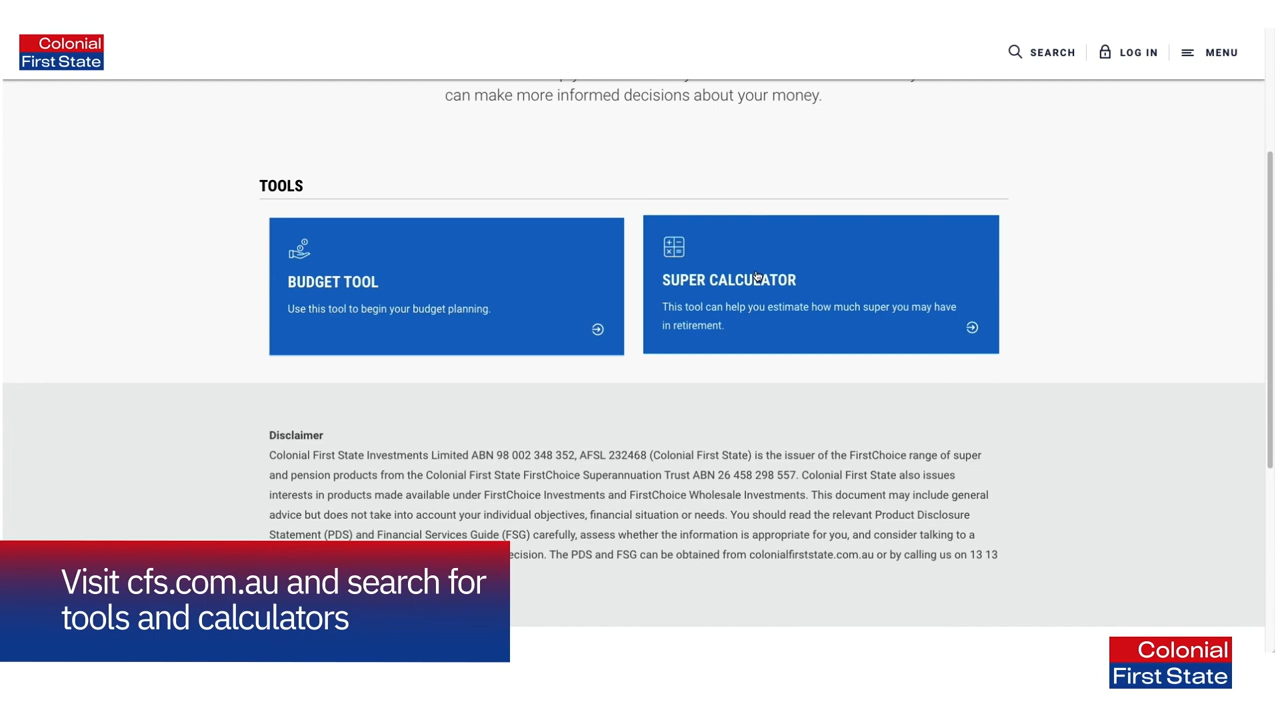 Colonial
First State
SEARCH
LOG IN
MENU
can make more informed decisions about your money.
TOOLS
BUDGET TOOL
Use this tool to begin your budget planning.
SUPER CALCULATOR
This tool can help you estimate how much super you may have
in retirement.
Disclaimer
Colonial First State Investments Limited ABN 98 002 348 352, AFSL 232468 (Colonial First State) is the issuer of the FirstChoice range of super
and pension products from the Colonial First State FirstChoice Superannuation Trust ABN 26 458 298 557. Colonial First State also issues
interests in products made available under FirstChoice Investments and FirstChoice Wholesale Investments. This document may include general
advice but does not take into account your individual objectives, financial situation or needs. You should read the relevant Product Disclosure
Statement (PDS) and Financial Services Guide (FSG) carefully, assess whether the information is appropriate for you, and consider talking to a
The PDS and FSG can be obtained from colonialfirststate.com.au or by calling us on 13 13
Visit cfs.com.au and search for
tools and calculators
Colonial
First State